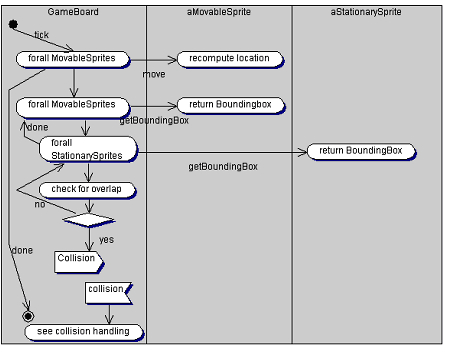 GameBoard
aMovableSprite
aStationarySprite
tick
forall MovableSprites
recompute location
move
forall MovableSprites
return Boundingbox
getBoundingBox
done
forall
StationarySprites
return BoundingBox
getBoundingBox
check for overlap
no
yes
Collision
done
collision
see collision handling